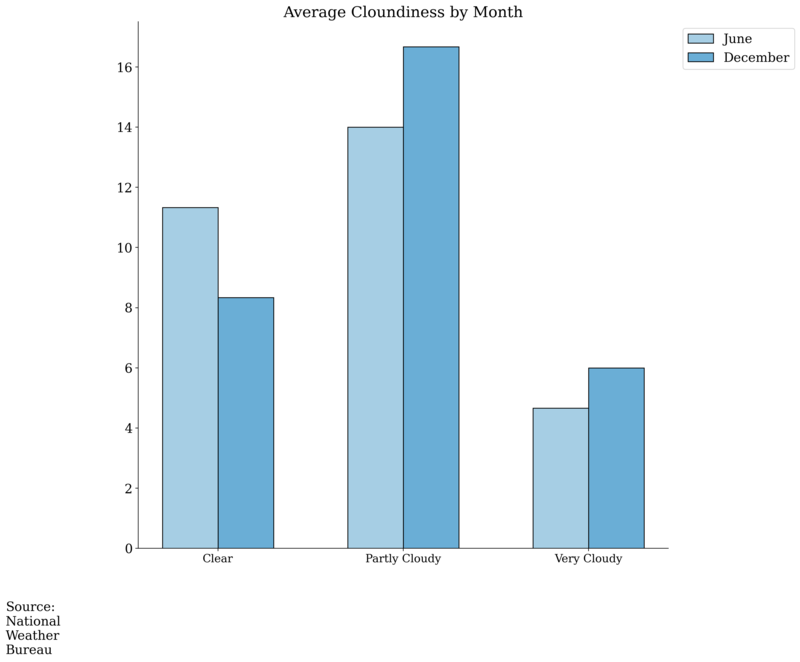 Average Cloundiness by Month
June
December
16
14
12
10
8
6
4
2
0
Clear Partly Cloudy Very Cloudy
Source:
National
Weather
Bureau